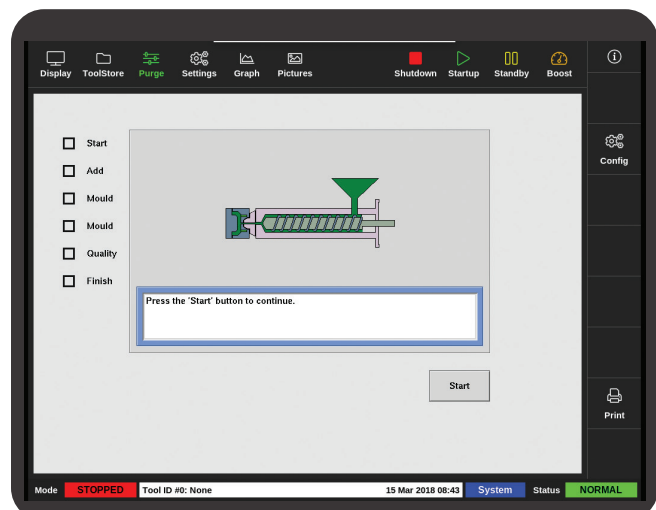 Display ToolStore Purge Settings Graph Pictures Shutdown Startup Standby Boost
Config
Start
Add
Mould
Mould
Quality
Finish
Press the 'Start' button to continue.
Start
Print
Mode STOPPED Tool ID #0: None 15 Mar 2018 08:43 System Status NORMAL